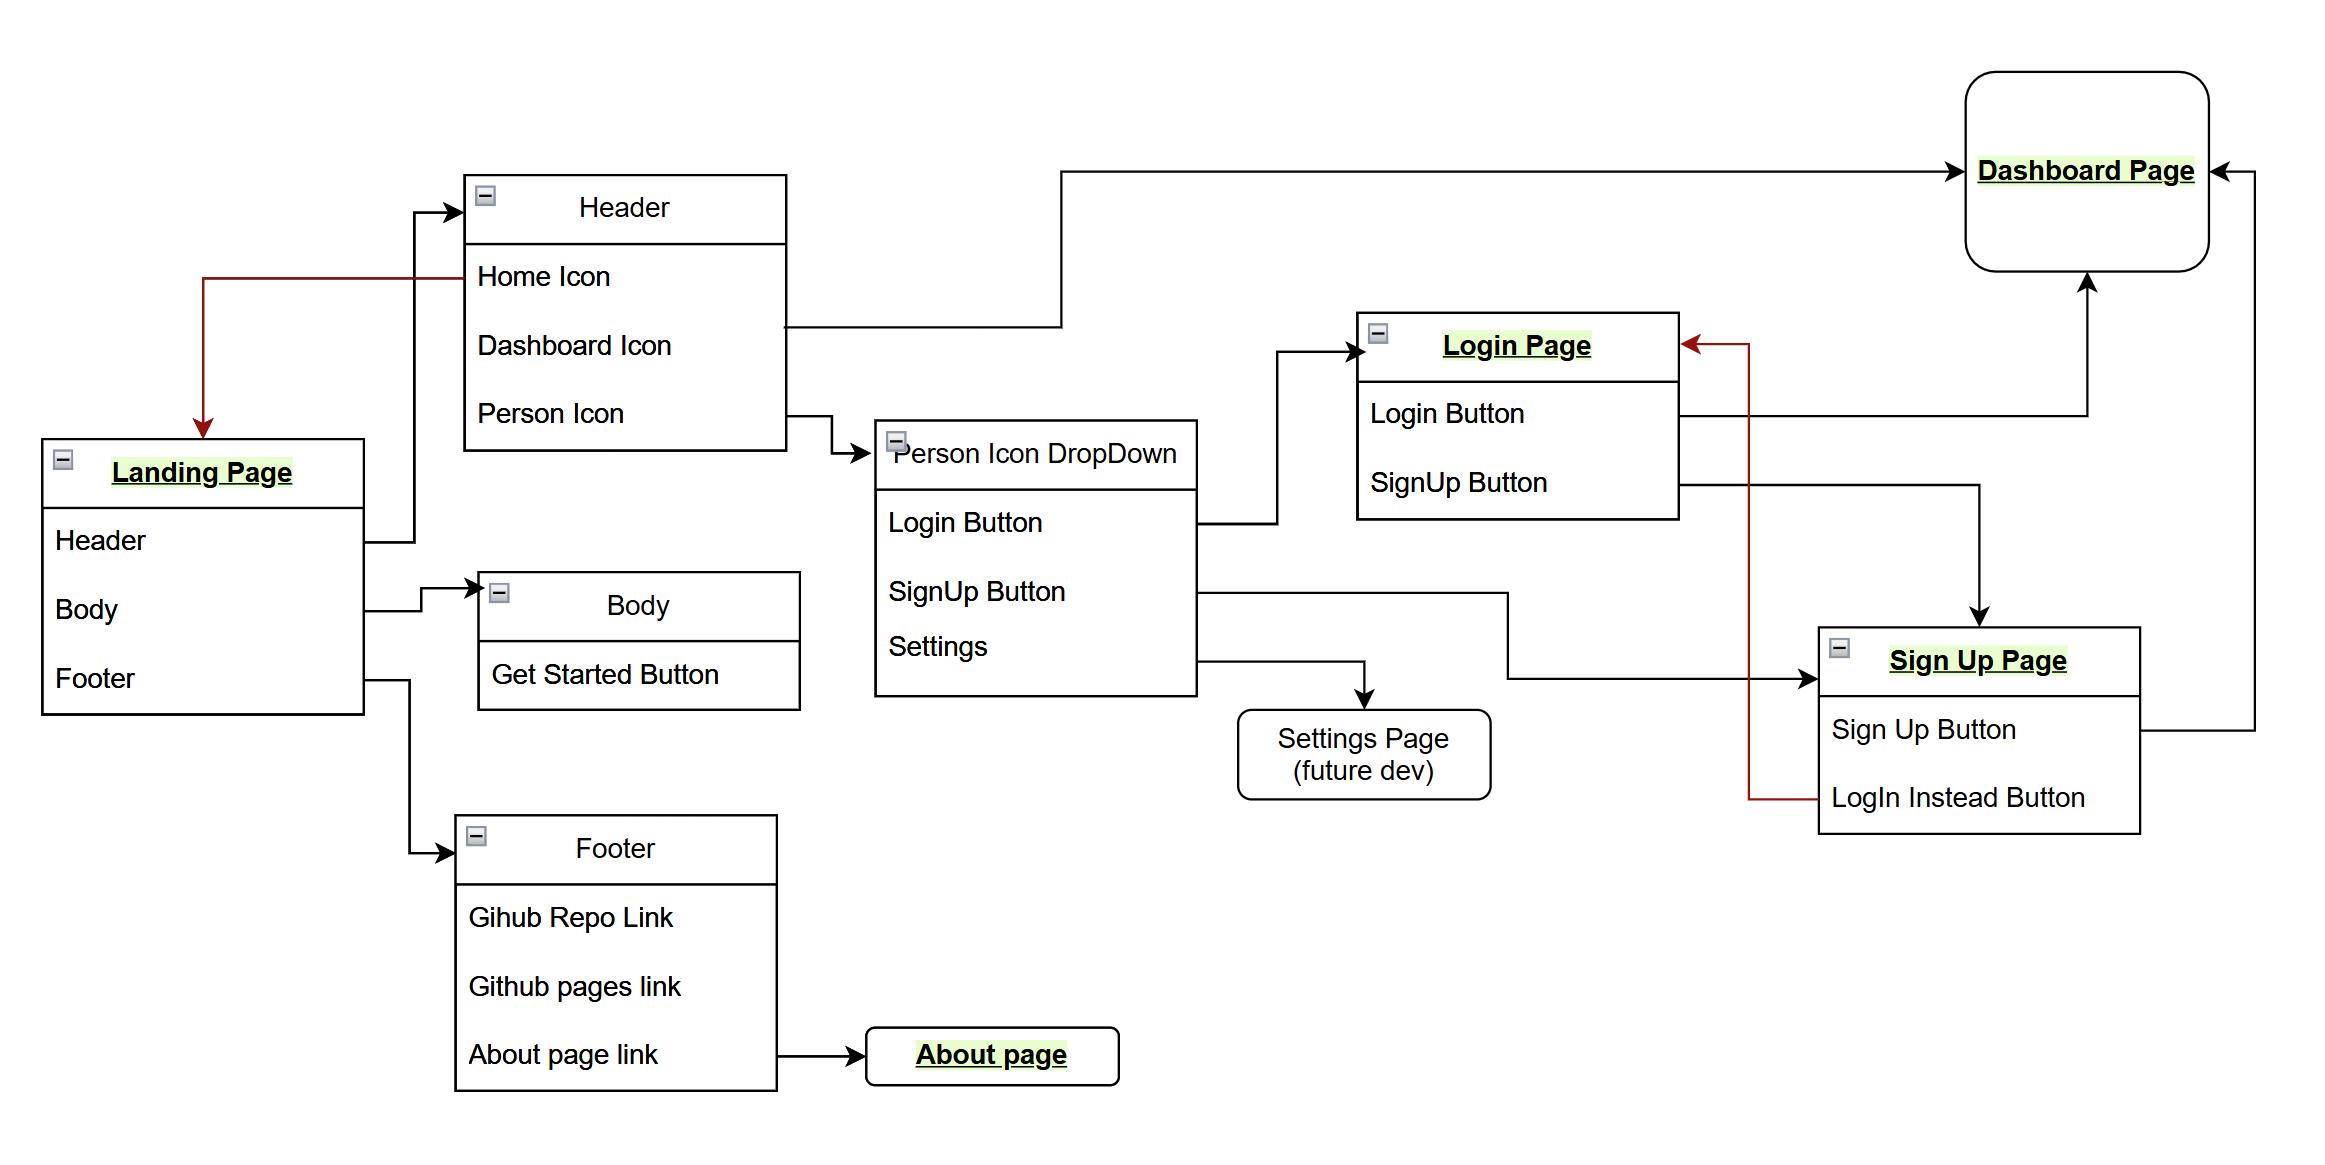 Landing Page
Header
Body
Footer
Header
Home Icon
Dashboard Icon
Person Icon
Body
Get Started Button
Footer
Gihub Repo Link
Github pages link
About page link
About page
Person Icon DropDown
Login Button
SignUp Button
Settings
Settings Page
(future dev)
Login Page
Login Button
SignUp Button
Sign Up Page
Sign Up Button
LogIn Instead Button
Dashboard Page